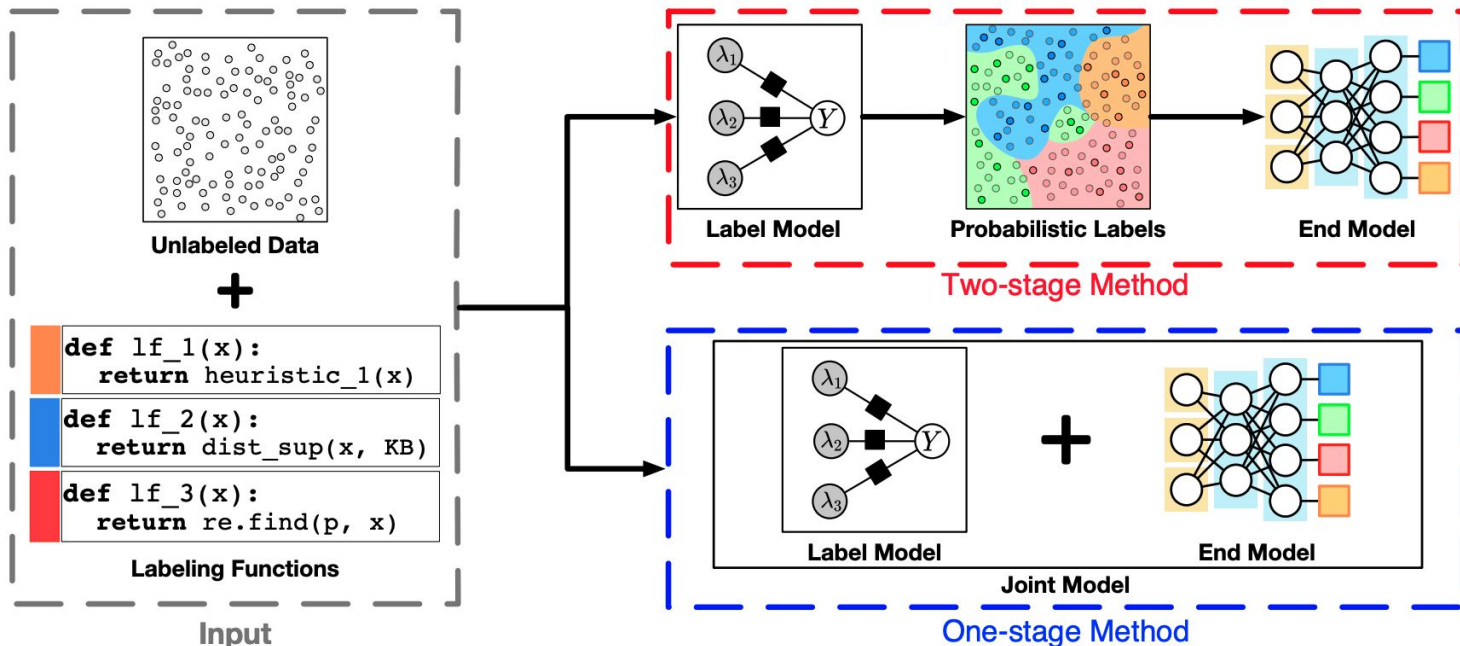 Unlabeled Data
+
def lf_1(x):
return heuristic_1(x)
def lf_2(x):
return dist_sup(x, KB)
def lf_3(x):
return re.find(p, x)
Labeling Functions
Input
λ1
λ2
λ3
Y
Label Model
Probabilistic Labels
End Model
Two-stage Method
λ1
λ2
λ3
Y
Label Model
+
End Model
Joint Model
One-stage Method